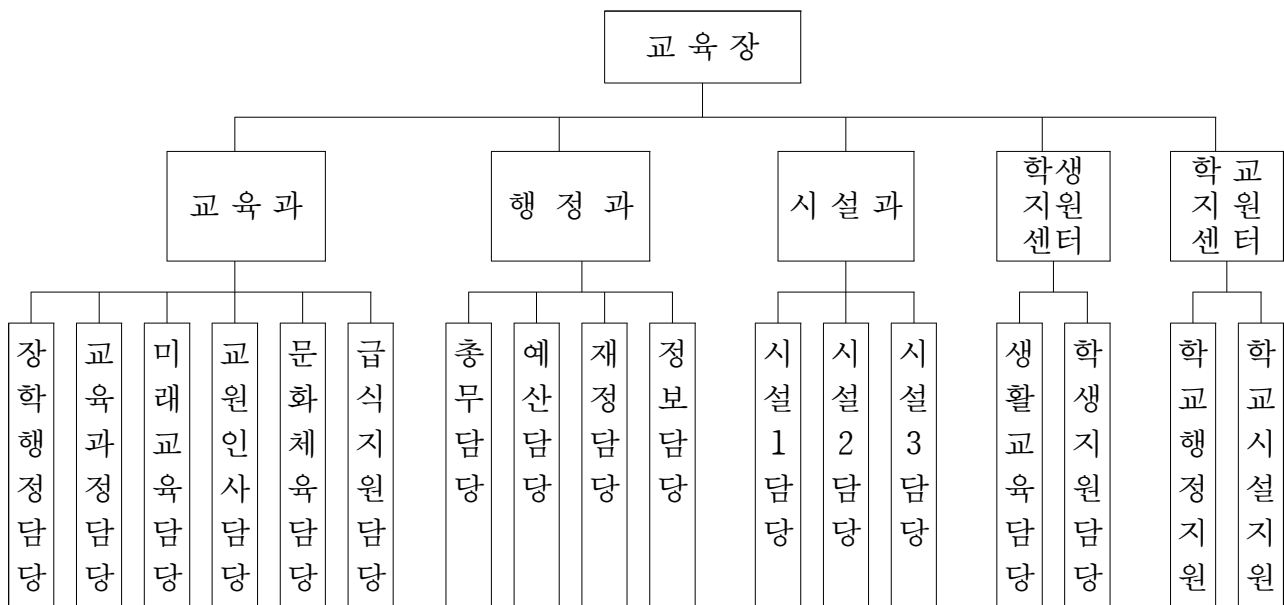 교 육 장
교 육 과
행 정 과
시 설 과
학생
지원
센터
학 교
지 원
센 터
장학행정담당
교육과정담당
미래교육담당
교원인사담당
문화체육담당
급식지원담당
총무담당
예산담당
재정담당
정보담당
시설1담당
시설2담당
시설3담당
생활교육담당
학생지원담당
학교행정지원
학교시설지원